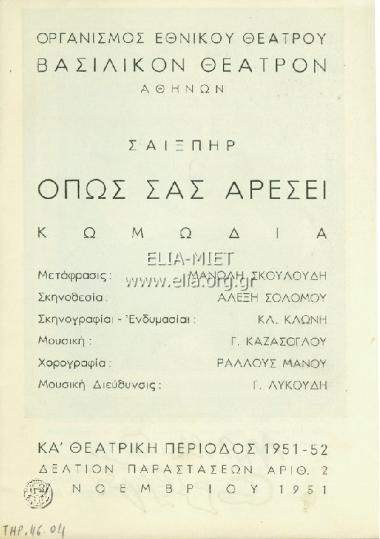 ΟΡΓΑΝΙΣΜΟΣ ΕΘΝΙΚΟΥ ΘΕΑΤΡΟΥ
ΒΑΣΙΛΙΚΟΝ ΘΕΑΤΡΟΝ
ΑΘΗΝΩΝ
ΣΑΙΞΠΗΡ
ΟΠΩΣ ΣΑΣ ΑΡΕΣΕΙ
ΚΩΜΩΔΙΑ
ELIA-MIET
www.elia.org.gr
Μετάφρασις : ΜΑΝΩΛΗ ΣΚΟΥΛΟΥΔΗ
Σκηνοθεσία : ΑΛΕΞΗ ΣΟΛΟΜΟΥ
Σκηνογραφίαι - Ἐνδυμασίαι : ΚΛ. ΚΛΩΝΗ
Μουσική : Γ. ΚΑΖΑΣΟΓΛΟΥ
Χορογραφία : ΡΑΛΛΟΥΣ ΜΑΝΟΥ
Μουσική Διεύθυνσις : Γ. ΛΥΚΟΥΔΗ
ΚΑ' ΘΕΑΤΡΙΚΗ ΠΕΡΙΟΔΟΣ 1951-52
ΔΕΛΤΙΟΝ ΠΑΡΑΣΤΑΣΕΩΝ ΑΡΙΘ. 2
ΝΟΕΜΒΡΙΟΥ 1951
ΤΗΡ. 46. 04